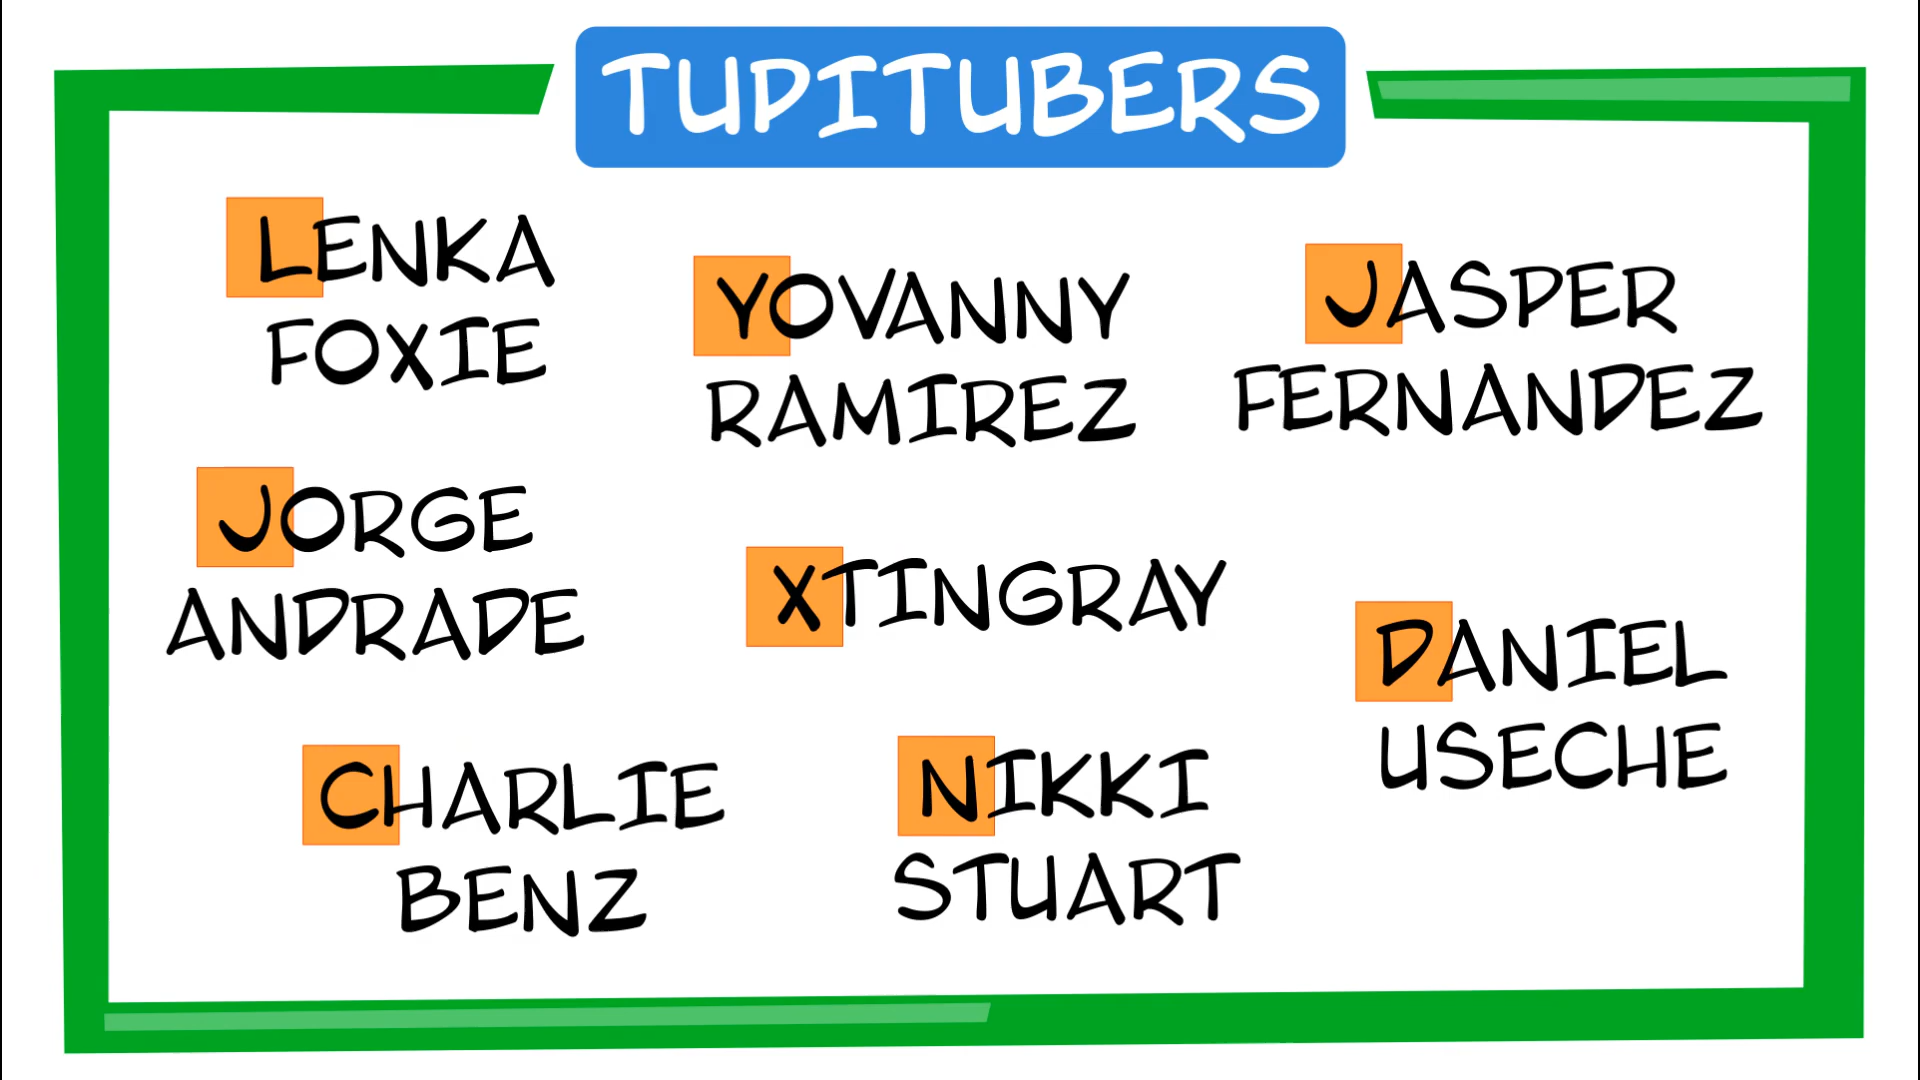 TUPITUBERS
LENKA
FOXIE
YOVANNY
RAMIREZ
JASPER
FERNANDEZ
JORGE
ANDRADE
XTINGRAY
DANIEL
USECHE
CHARLIE
BENZ
NIKKI
STUART